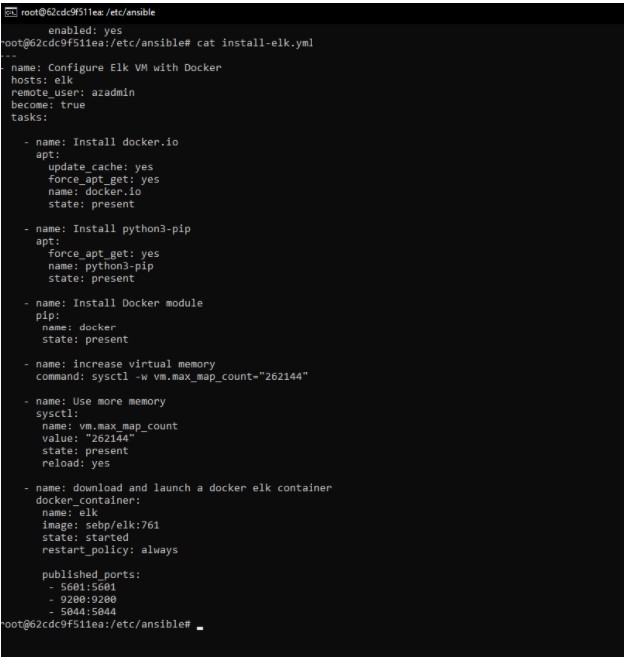 root@62cdc9f511ea: /etc/ansible
        enabled: yes
root@62cdc9f511ea:/etc/ansible# cat install-elk.yml
---
- name: Configure Elk VM with Docker
  hosts: elk
  remote_user: azadmin
  become: true
  tasks:

    - name: Install docker.io
      apt:
        update_cache: yes
        force_apt_get: yes
        name: docker.io
        state: present

    - name: Install python3-pip
      apt:
        force_apt_get: yes
        name: python3-pip
        state: present

    - name: Install Docker module
      pip:
       name: docker
       state: present

    - name: increase virtual memory
      command: sysctl -w vm.max_map_count="262144"

    - name: Use more memory
      sysctl:
       name: vm.max_map_count
       value: "262144"
       state: present
       reload: yes

    - name: download and launch a docker elk container
      docker_container:
       name: elk
       image: sebp/elk:761
       state: started
       restart_policy: always

       published_ports:
        - 5601:5601
        - 9200:9200
        - 5044:5044
root@62cdc9f511ea:/etc/ansible#